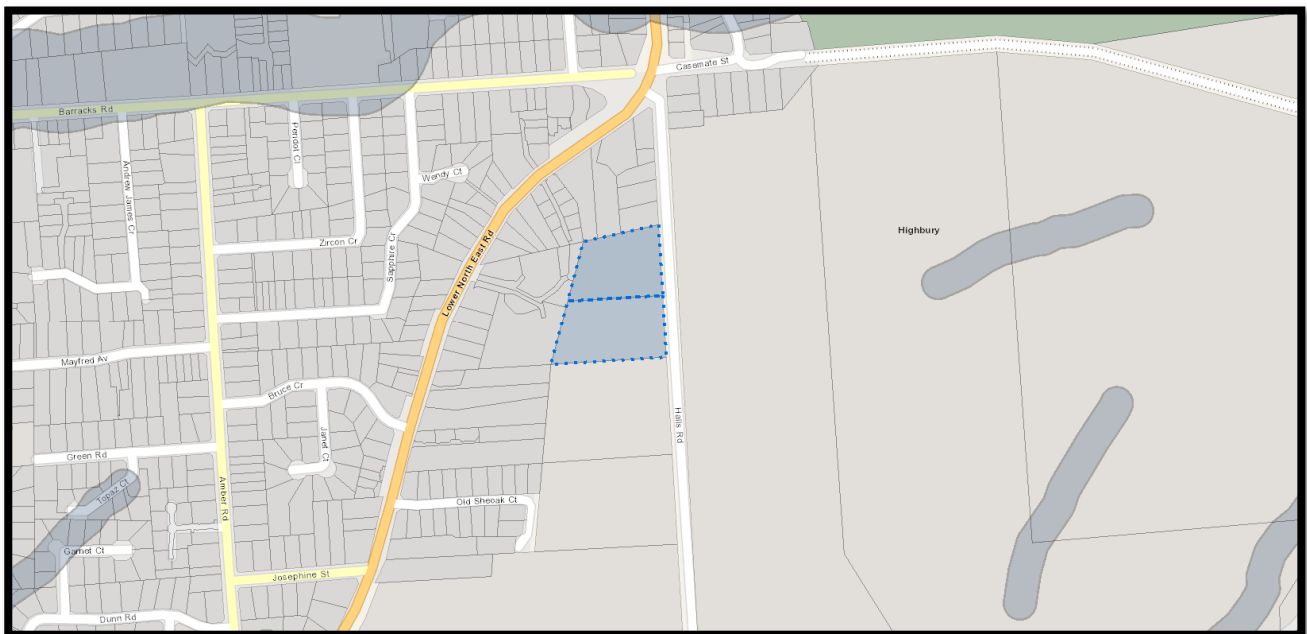 Casemate St
Barracks Rd
Peridot Ct
Andrew James Cr
Wendy Ct
Highbury
Zircon Cr
Sapphire Cr
Lower North East Rd
Mayfred Av
Bruce Cr
Janet Ct
Halls Rd
Green Rd
Topaz Ct
Amber Rd
Old Sheoak Ct
Garnet Ct
Josephine St
Dunn Rd